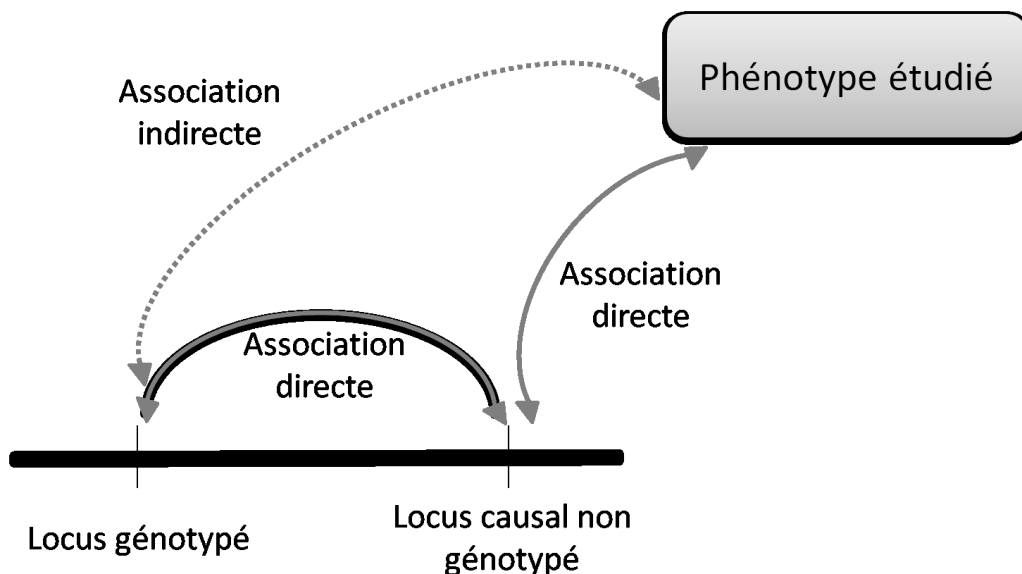 Phénotype étudié
Association
indirecte
Association
directe
Association
directe
Locus génotypé
Locus causal non
génotypé